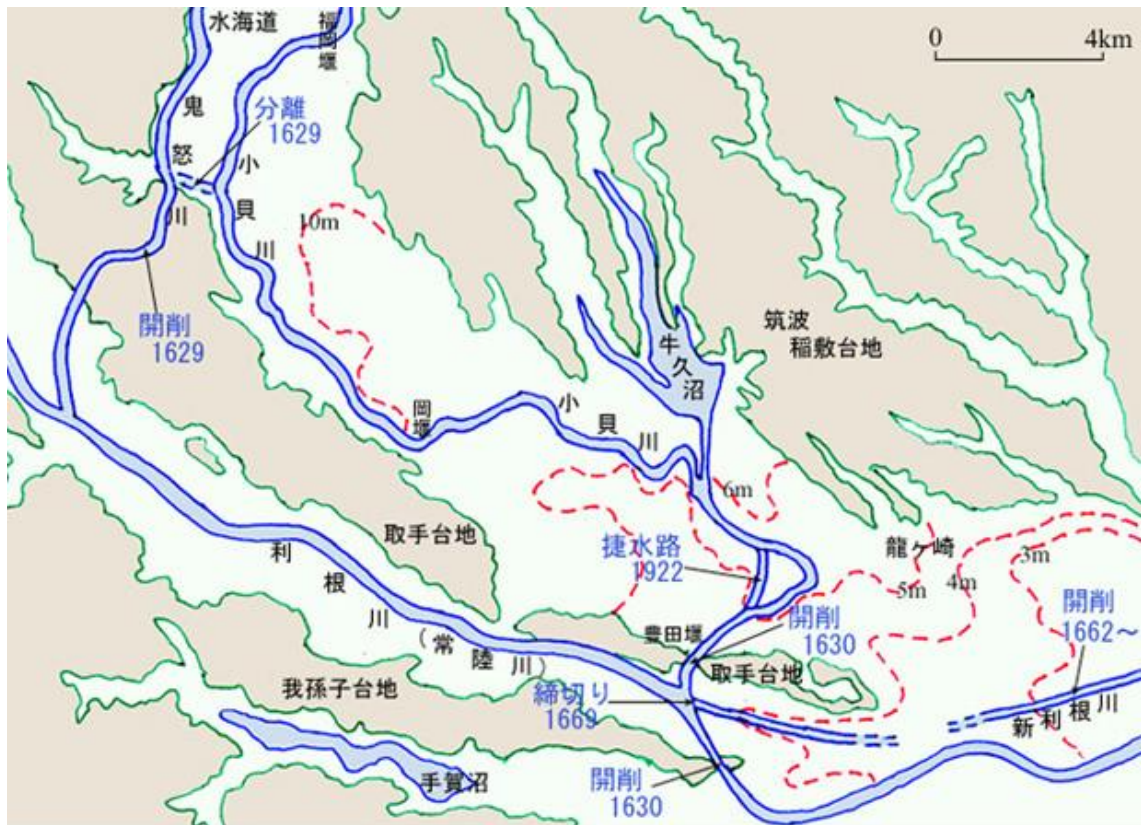 水海道
福岡堰
0 4km
鬼怒川
分離
1629
小貝川
10m
開削
1629
筑波
稲敷台地
牛久沼
岡堰
小貝川
6m
取手台地
捷水路
1922
龍ヶ崎
3m
4m
5m
利根川
(常陸川)
豊田堰
開削
1630
開削
1662～
取手台地
我孫子台地
締切り
1669
新利根川
手賀沼
開削
1630